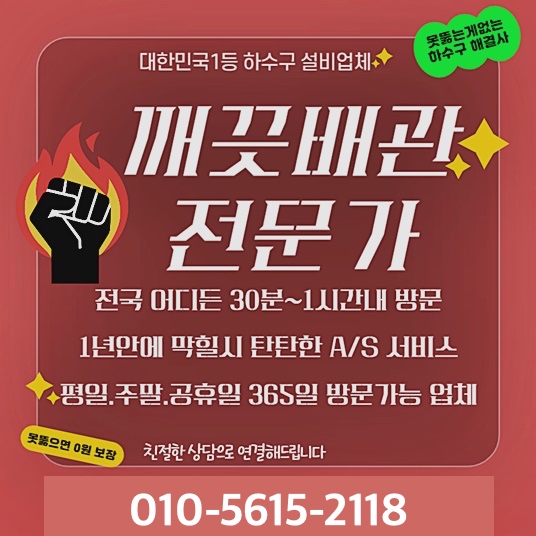 못뚫는게없는
하수구 해결사
대한민국1등 하수구 설비업체
깨끗배관
전문가
전국 어디든 30분~1시간내 방문
1년안에 막힐시 탄탄한 A/S 서비스
평일.주말.공휴일 365일 방문가능 업체
못뚫으면 0원 보장
친절한 상담으로 연결해드립니다
010-5615-2118